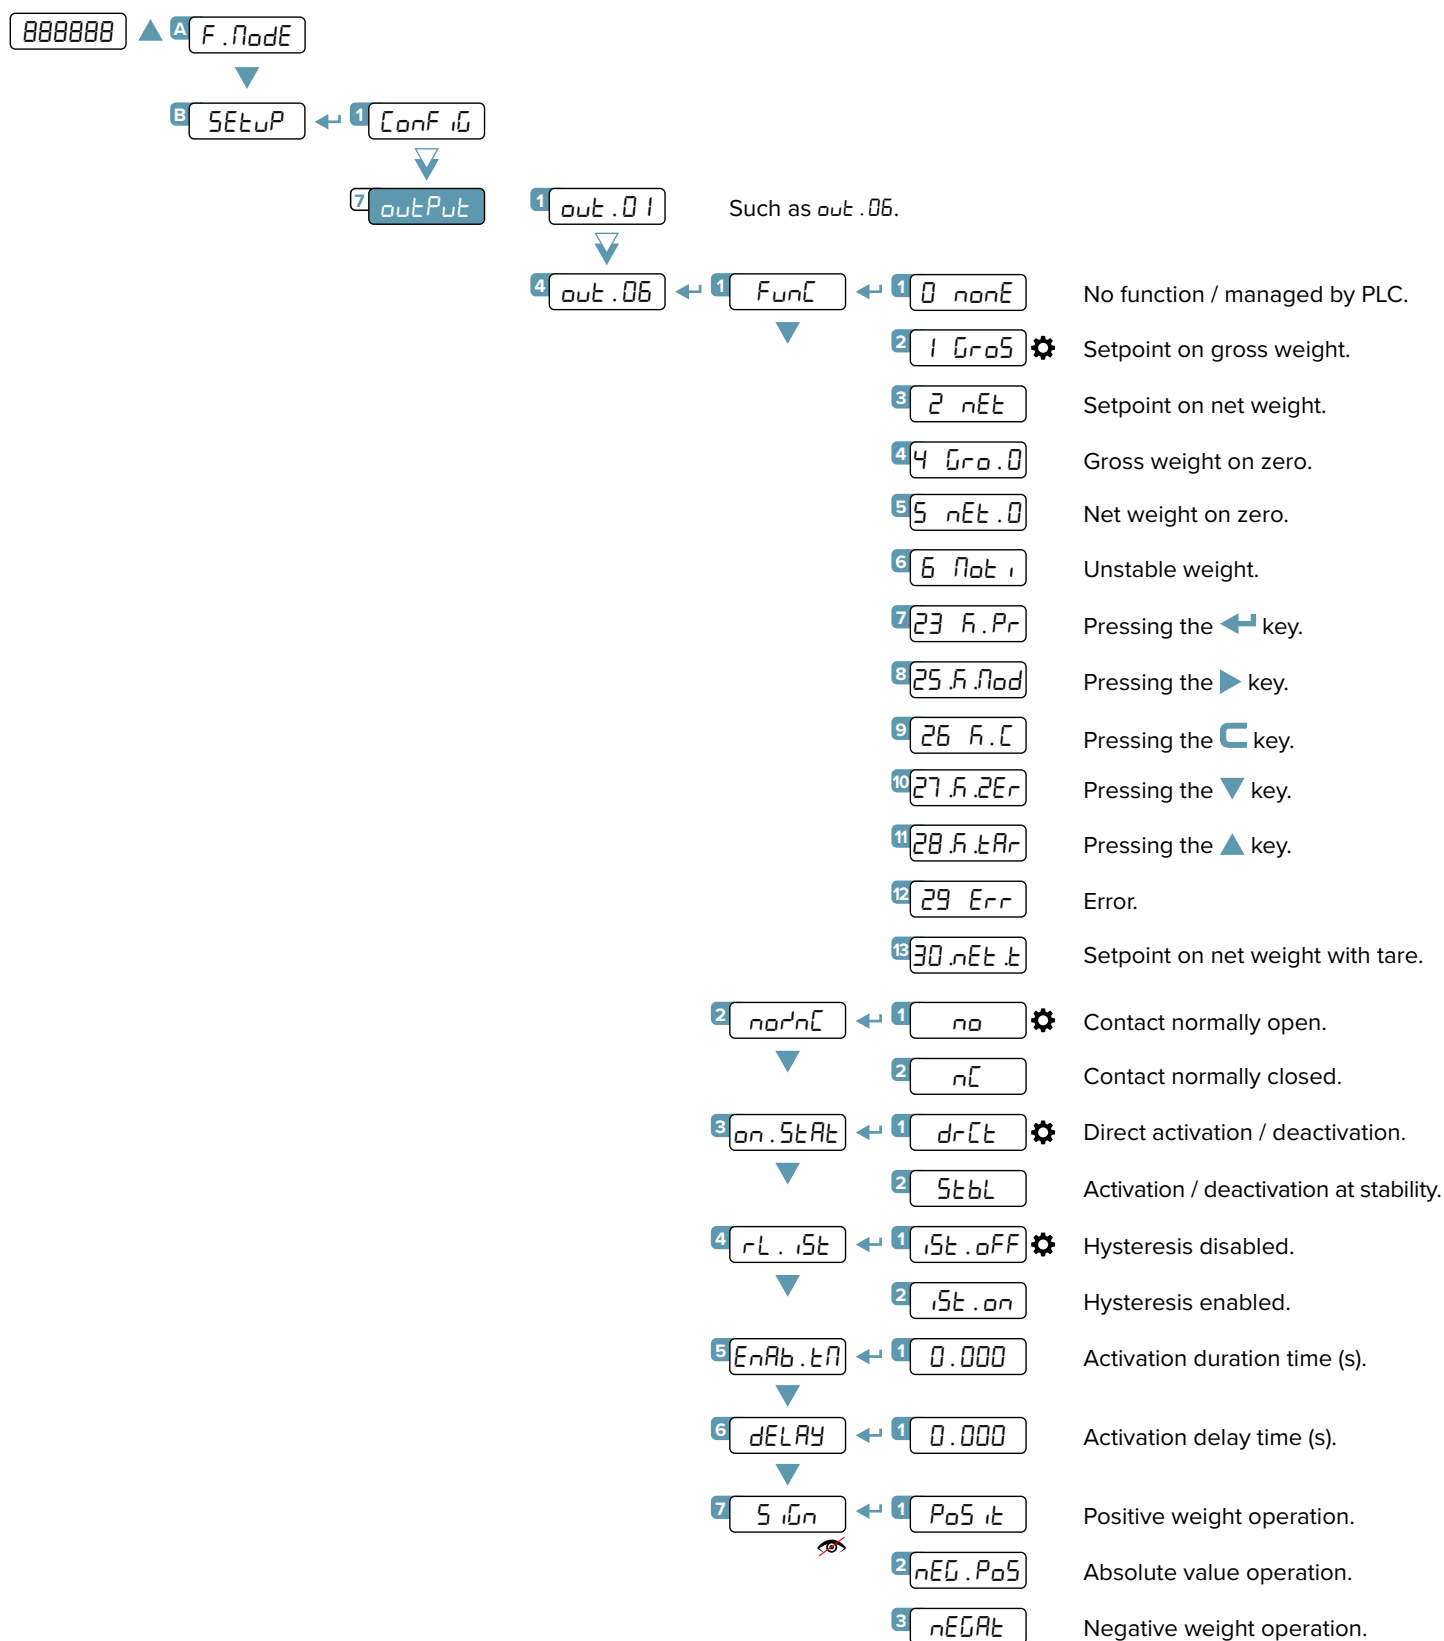 888888 A F.ModE
B SEtuP 1 ConFiG
7 outPut 1 out.01 Such as out.06.
4 out.06 1 FunC 1 0 nonE No function / managed by PLC.
2 1 GroS Setpoint on gross weight.
3 2 nEt Setpoint on net weight.
4 4 Gro.0 Gross weight on zero.
5 5 nEt.0 Net weight on zero.
6 6 Moti Unstable weight.
7 23 K.Pr Pressing the key.
8 25.K.Mod Pressing the key.
9 26 K.C Pressing the C key.
10 27.K.ZEr Pressing the key.
11 28.K.tAr Pressing the key.
12 29 Err Error.
13 30.nEt.t Setpoint on net weight with tare.
2 no/nC 1 no Contact normally open.
2 nC Contact normally closed.
3 on.StAt 1 drCt Direct activation / deactivation.
2 StbL Activation / deactivation at stability.
4 rL.iSt 1 iSt.oFF Hysteresis disabled.
2 iSt.on Hysteresis enabled.
5 EnAb.tM 1 0.000 Activation duration time (s).
6 dELAY 1 0.000 Activation delay time (s).
7 SiGn 1 PoSit Positive weight operation.
2 nEG.PoS Absolute value operation.
3 nEGAt Negative weight operation.